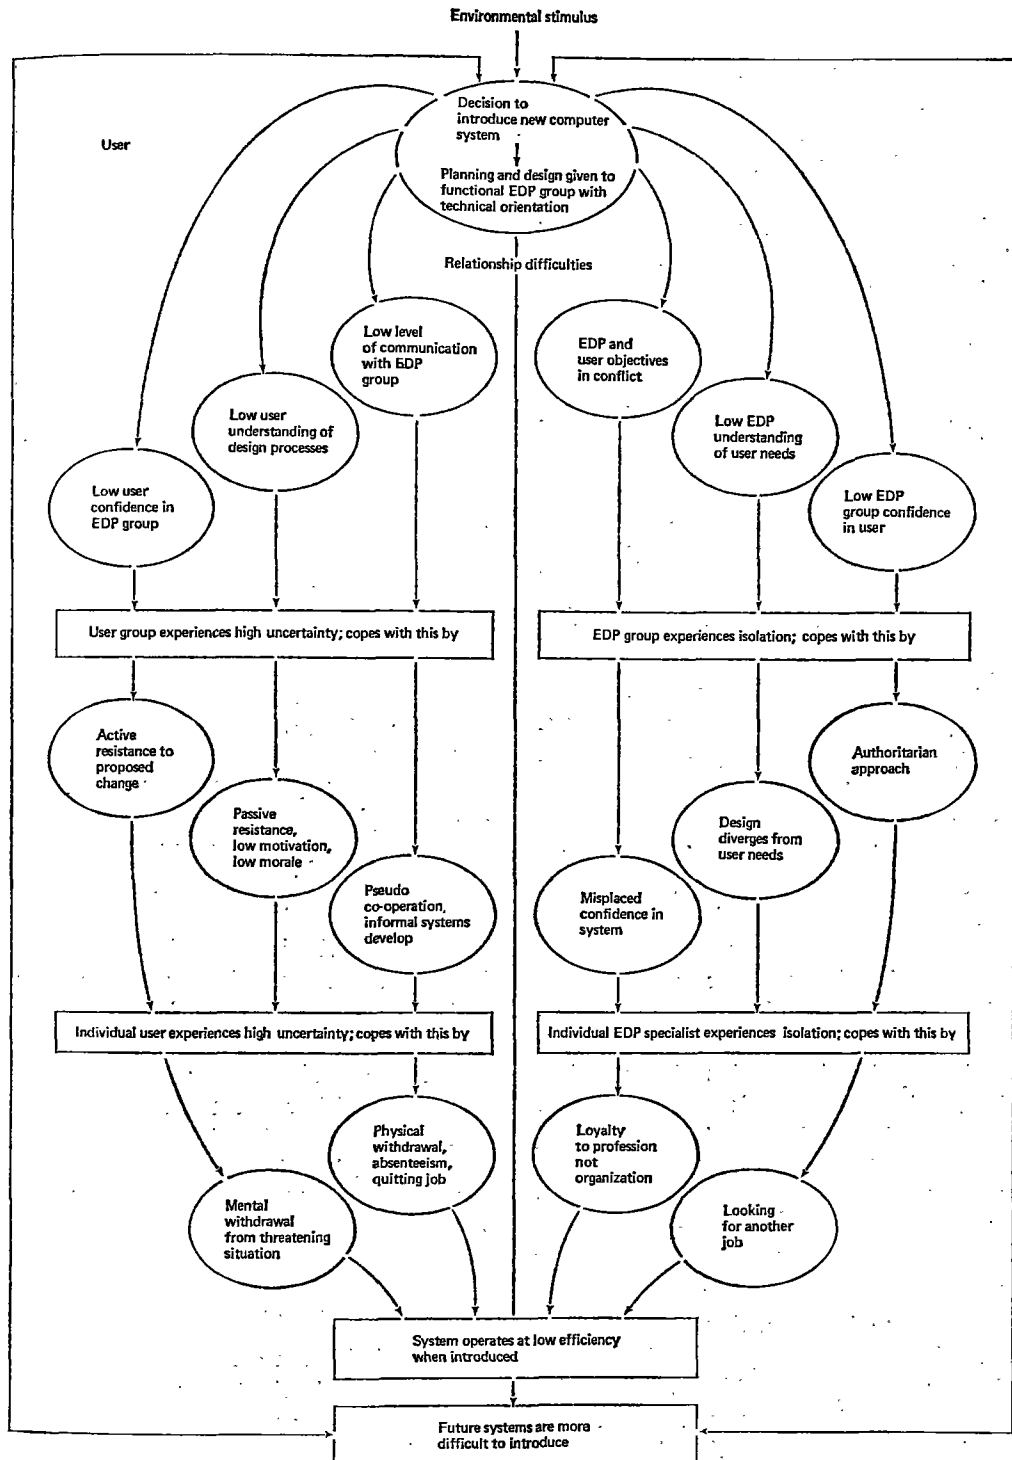 Environmental stimulus
Decision to
introduce new computer
system
User
Planning and design given to
functional EDP group with
technical orientation
Relationship difficulties
Low level
of communication
with EDP
group
EDP and
user objectives
in conflict
Low user
understanding of
design processes
Low EDP
understanding
of user needs
Low user
confidence in
EDP group
Low EDP
group confidence
in user
User group experiences high uncertainty; copes with this by
EDP group experiences isolation; copes with this by
Active
resistance to
proposed
change
Authoritarian
approach
Passive
resistance,
low motivation,
low morale
Design
diverges from
user needs
Pseudo
co-operation,
informal systems
develop
Misplaced
confidence in
system
Individual user experiences high uncertainty; copes with this by
Individual EDP specialist experiences isolation; copes with this by
Physical
withdrawal,
absenteeism,
quitting job
Loyalty
to profession
not
organization
Mental
withdrawal
from threatening
situation
Looking
for another
job
System operates at low efficiency
when introduced
Future systems are more
difficult to introduce